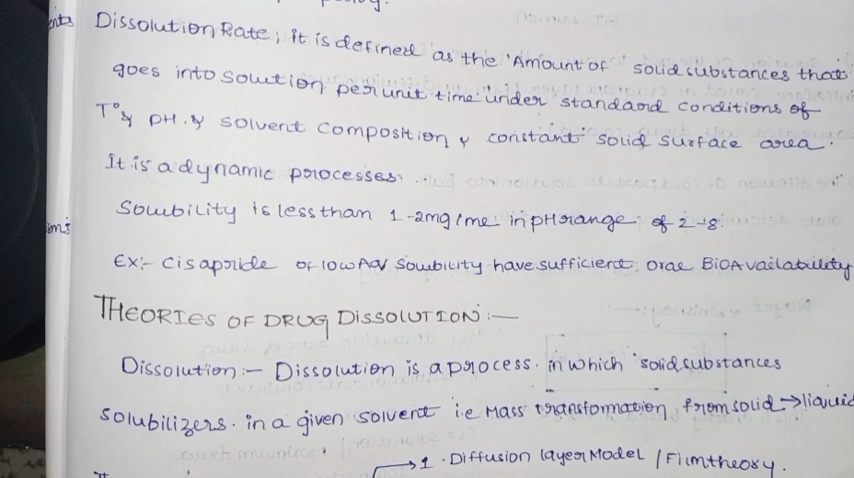 Dissolution Rate; it is defined as the "Amount of solid substances that
goes into solution per unit time" under standard conditions of
T° & pH. & solvent composition & constant solid surface area.
It is a dynamic processes.
Solubility is less than 1-2mg/ml in pH range of 2-8.
Ex:- Cisapride of low Aq/ Solubility have sufficient oral BioAvailability
THEORIES OF DRUG DISSOLUTION :-
Dissolution :- Dissolution is a process in which solid substances
solubilizers. in a given solvent i.e Mass transformation from solid → liquid
→ 1. Diffusion layer Model / Film theory.